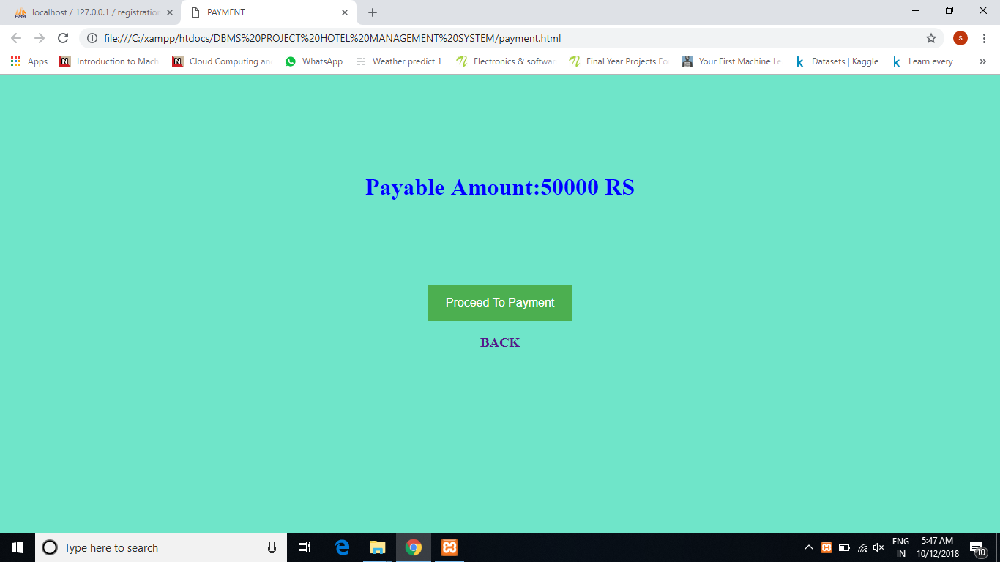 localhost / 127.0.0.1 / registration
PAYMENT
file:///C:/xampp/htdocs/DBMS%20PROJECT%20HOTEL%20MANAGEMENT%20SYSTEM/payment.html
S
Apps Introduction to Mach Cloud Computing and WhatsApp Weather predict 1 Electronics & softwar Final Year Projects Fo Your First Machine Le Datasets | Kaggle Learn every »
Payable Amount:50000 RS
Proceed To Payment
BACK
Type here to search
ENG 5:47 AM
IN 10/12/2018 10